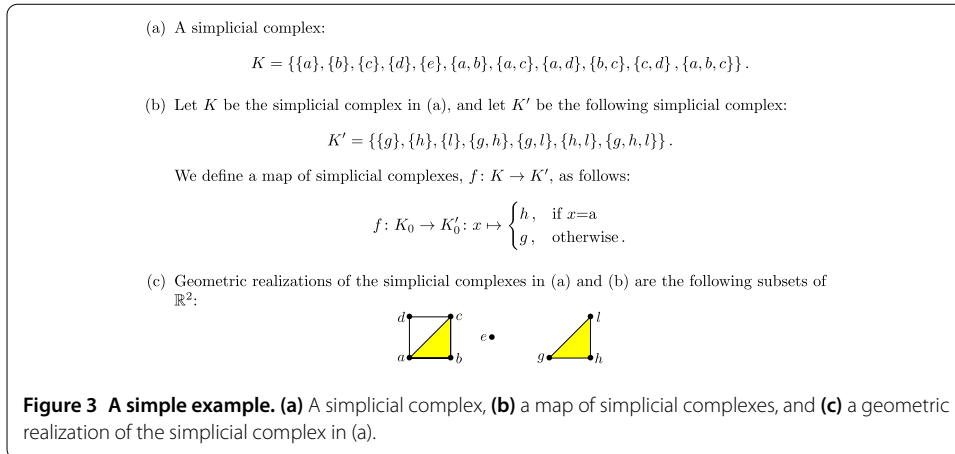 (a) A simplicial complex:
K = {{a}, {b}, {c}, {d}, {e}, {a, b}, {a, c}, {a, d}, {b, c}, {c, d} , {a, b, c}} .
(b) Let K be the simplicial complex in (a), and let K′ be the following simplicial complex:
K′ = {{g}, {h}, {l}, {g, h}, {g, l}, {h, l}, {g, h, l}} .
We define a map of simplicial complexes, f : K → K′, as follows:
f : K₀ → K′₀ : x ↦ { h , if x=a
g , otherwise .
(c) Geometric realizations of the simplicial complexes in (a) and (b) are the following subsets of
ℝ²:
d c e l
a b g h
Figure 3 A simple example. (a) A simplicial complex, (b) a map of simplicial complexes, and (c) a geometric
realization of the simplicial complex in (a).